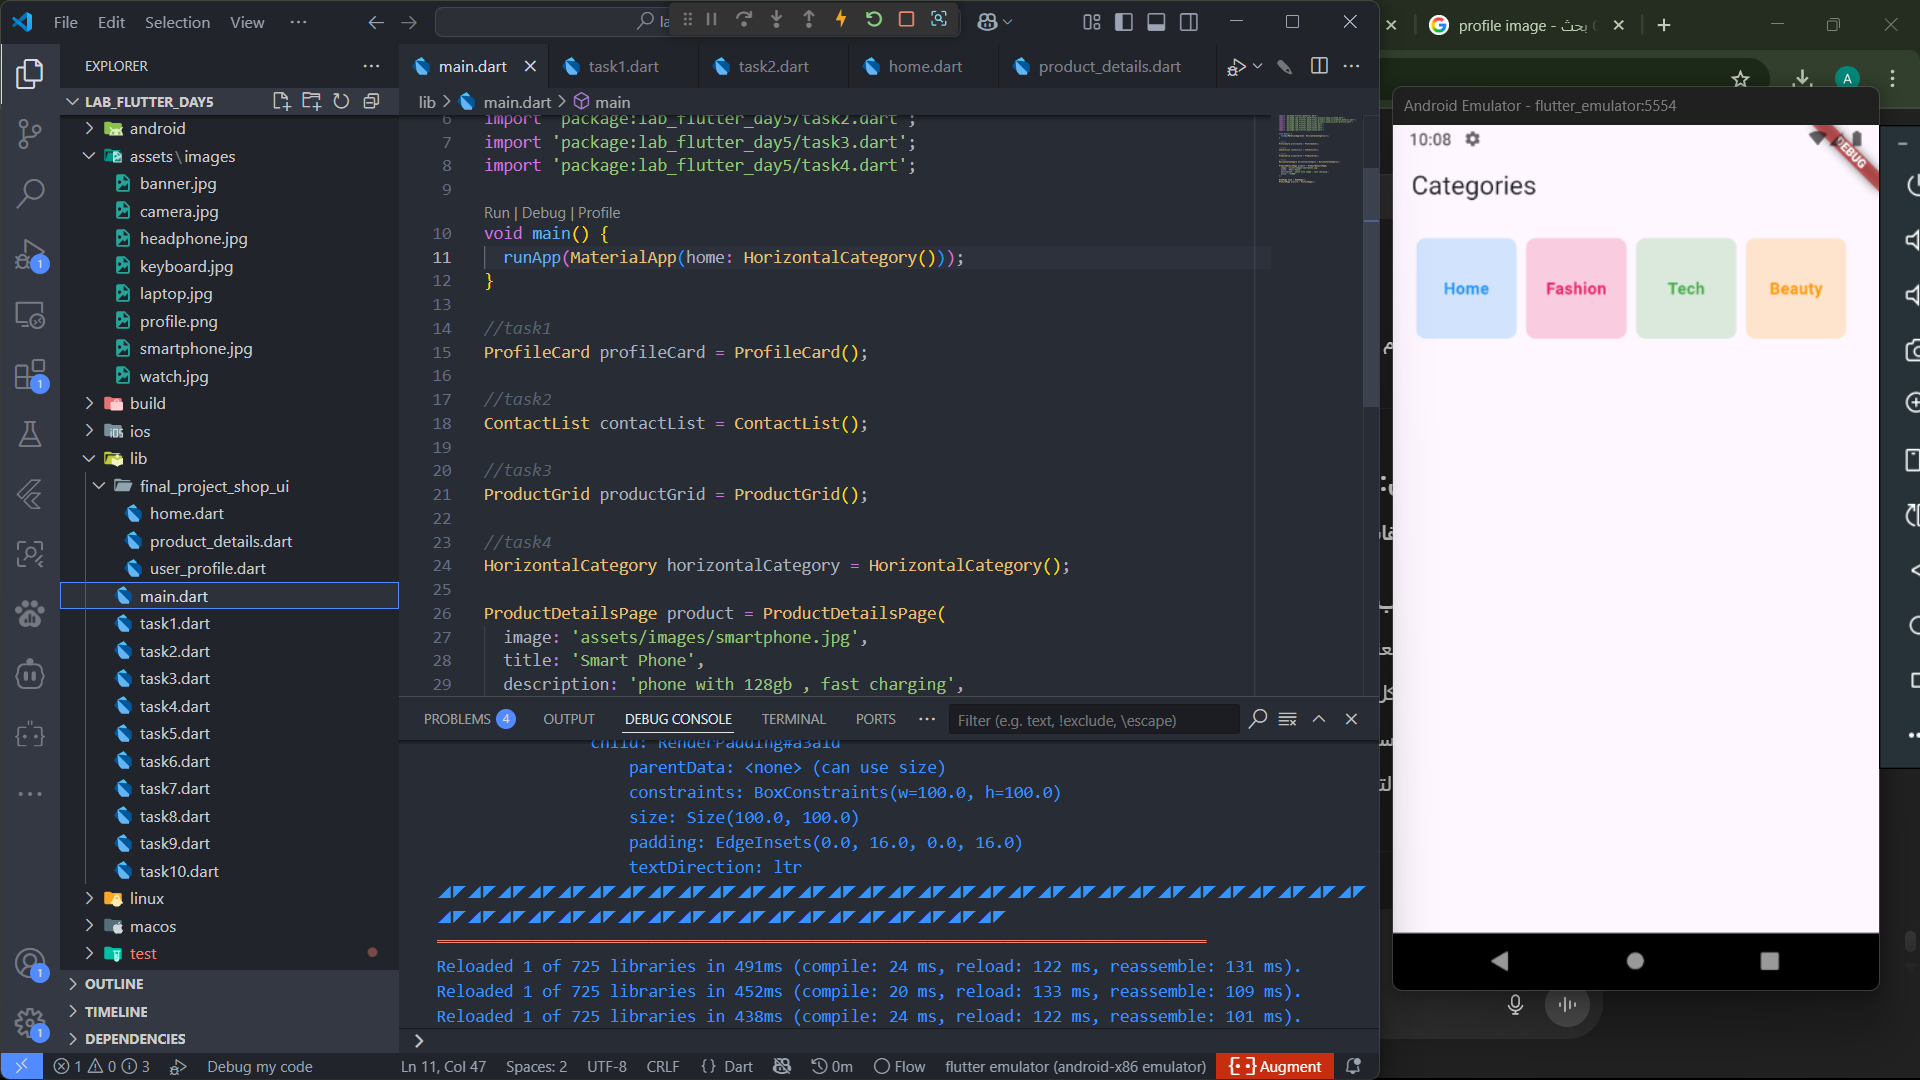 File Edit Selection View
EXPLORER
LAB_FLUTTER_DAY5
android
assets\images
banner.jpg
camera.jpg
headphone.jpg
keyboard.jpg
laptop.jpg
profile.png
smartphone.jpg
watch.jpg
build
ios
lib
final_project_shop_ui
home.dart
product_details.dart
user_profile.dart
main.dart
task1.dart
task2.dart
task3.dart
task4.dart
task5.dart
task6.dart
task7.dart
task8.dart
task9.dart
task10.dart
linux
macos
test
OUTLINE
TIMELINE
DEPENDENCIES
main.dart task1.dart task2.dart home.dart product_details.dart
lib > main.dart > main
6 import 'package:lab_flutter_day5/task2.dart';
7 import 'package:lab_flutter_day5/task3.dart';
8 import 'package:lab_flutter_day5/task4.dart';
9
Run | Debug | Profile
10 void main() {
11 runApp(MaterialApp(home: HorizontalCategory()));
12 }
13
14 //task1
15 ProfileCard profileCard = ProfileCard();
16
17 //task2
18 ContactList contactList = ContactList();
19
20 //task3
21 ProductGrid productGrid = ProductGrid();
22
23 //task4
24 HorizontalCategory horizontalCategory = HorizontalCategory();
25
26 ProductDetailsPage product = ProductDetailsPage(
27 image: 'assets/images/smartphone.jpg',
28 title: 'Smart Phone',
29 description: 'phone with 128gb , fast charging',
PROBLEMS 4 OUTPUT DEBUG CONSOLE TERMINAL PORTS
Filter (e.g. text, !exclude, \escape)
child: RenderPadding#a3a1d
parentData: <none> (can use size)
constraints: BoxConstraints(w=100.0, h=100.0)
size: Size(100.0, 100.0)
padding: EdgeInsets(0.0, 16.0, 0.0, 16.0)
textDirection: ltr
Reloaded 1 of 725 libraries in 491ms (compile: 24 ms, reload: 122 ms, reassemble: 131 ms).
Reloaded 1 of 725 libraries in 452ms (compile: 20 ms, reload: 133 ms, reassemble: 109 ms).
Reloaded 1 of 725 libraries in 438ms (compile: 24 ms, reload: 122 ms, reassemble: 101 ms).
1 0 3 Debug my code Ln 11, Col 47 Spaces: 2 UTF-8 CRLF {} Dart 0m Flow flutter emulator (android-x86 emulator) Augment
profile image - بحث
A
Android Emulator - flutter_emulator:5554
10:08
DEBUG
Categories
Home
Fashion
Tech
Beauty